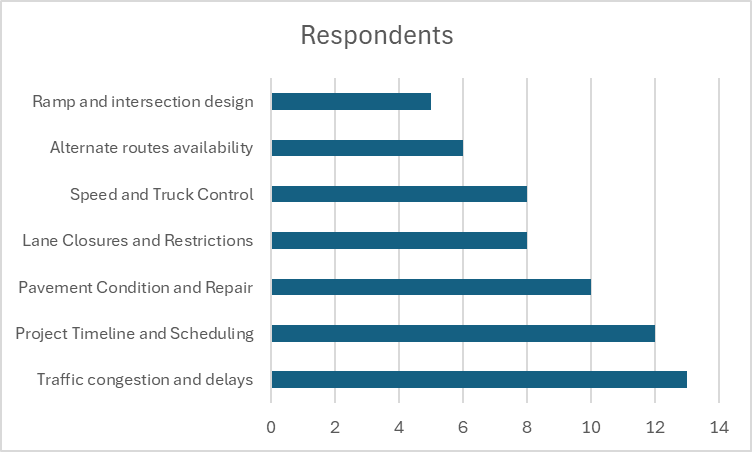 Respondents
Ramp and intersection design
Alternate routes availability
Speed and Truck Control
Lane Closures and Restrictions
Pavement Condition and Repair
Project Timeline and Scheduling
Traffic congestion and delays
0 2 4 6 8 10 12 14